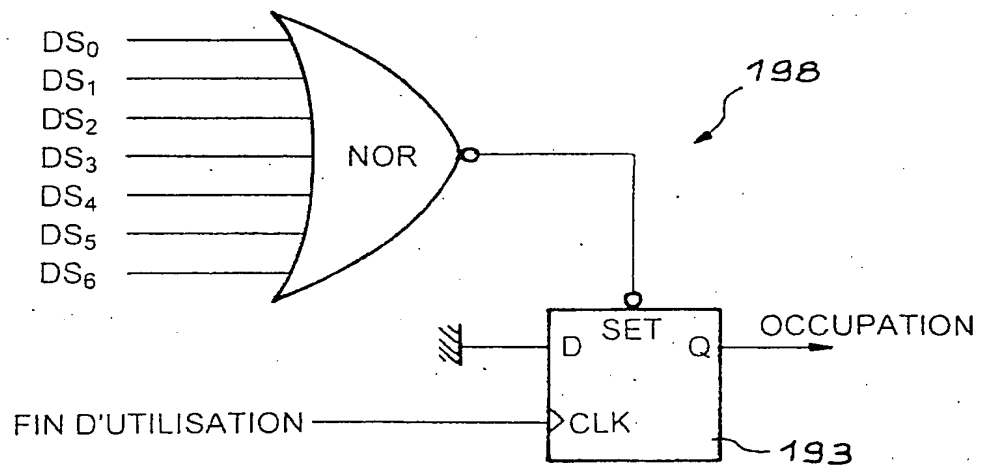 DS₀
198
DS₁
DS₂
DS₃
NOR
DS₄
DS₅
DS₆
SET
OCCUPATION
D
Q
FIN D'UTILISATION
CLK
193